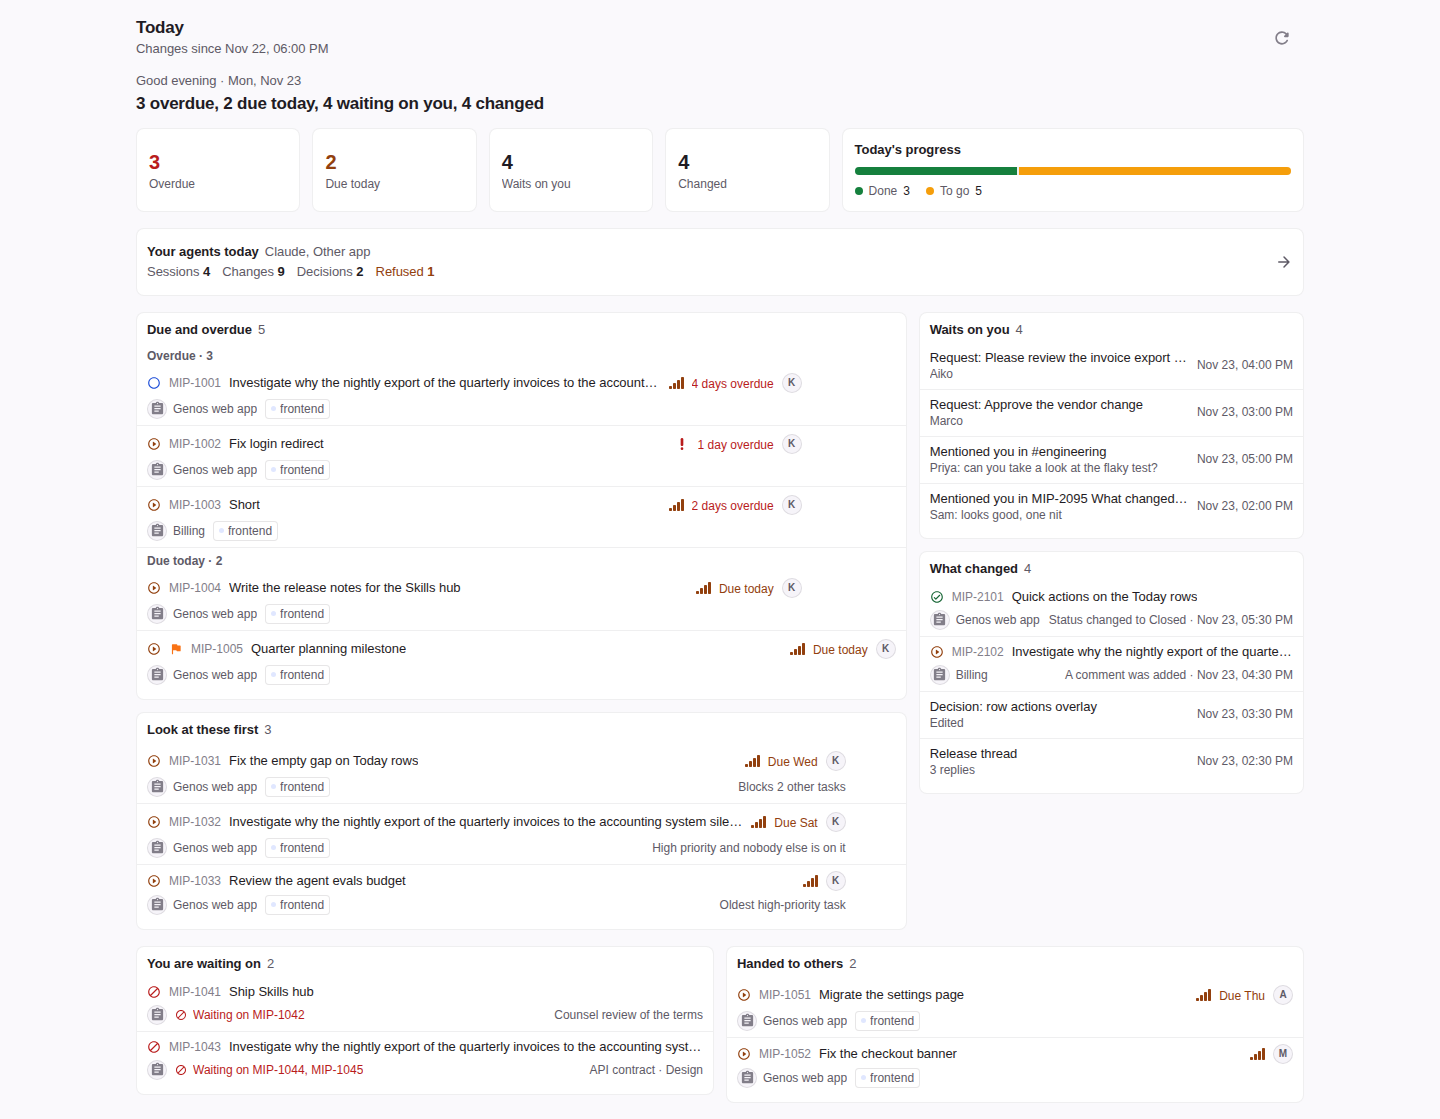 Today
Changes since Nov 22, 06:00 PM
Good evening · Mon, Nov 23
3 overdue, 2 due today, 4 waiting on you, 4 changed
3
Overdue
2
Due today
4
Waits on you
4
Changed
Today's progress
Done 3 To go 5
Your agents today Claude, Other app
Sessions 4 Changes 9 Decisions 2 Refused 1
Due and overdue 5
Overdue · 3
MIP-1001 Investigate why the nightly export of the quarterly invoices to the account… 4 days overdue K
Genos web app frontend
MIP-1002 Fix login redirect 1 day overdue K
Genos web app frontend
MIP-1003 Short 2 days overdue K
Billing frontend
Due today · 2
MIP-1004 Write the release notes for the Skills hub Due today K
Genos web app frontend
MIP-1005 Quarter planning milestone Due today K
Genos web app frontend
Look at these first 3
MIP-1031 Fix the empty gap on Today rows Due Wed K
Genos web app frontend Blocks 2 other tasks
MIP-1032 Investigate why the nightly export of the quarterly invoices to the accounting system sile… Due Sat K
Genos web app frontend High priority and nobody else is on it
MIP-1033 Review the agent evals budget K
Genos web app frontend Oldest high-priority task
Waits on you 4
Request: Please review the invoice export … Nov 23, 04:00 PM
Aiko
Request: Approve the vendor change Nov 23, 03:00 PM
Marco
Mentioned you in #engineering Nov 23, 05:00 PM
Priya: can you take a look at the flaky test?
Mentioned you in MIP-2095 What changed… Nov 23, 02:00 PM
Sam: looks good, one nit
What changed 4
MIP-2101 Quick actions on the Today rows
Genos web app Status changed to Closed · Nov 23, 05:30 PM
MIP-2102 Investigate why the nightly export of the quarte…
Billing A comment was added · Nov 23, 04:30 PM
Decision: row actions overlay Nov 23, 03:30 PM
Edited
Release thread Nov 23, 02:30 PM
3 replies
You are waiting on 2
MIP-1041 Ship Skills hub
Waiting on MIP-1042 Counsel review of the terms
MIP-1043 Investigate why the nightly export of the quarterly invoices to the accounting syst…
Waiting on MIP-1044, MIP-1045 API contract · Design
Handed to others 2
MIP-1051 Migrate the settings page Due Thu A
Genos web app frontend
MIP-1052 Fix the checkout banner M
Genos web app frontend